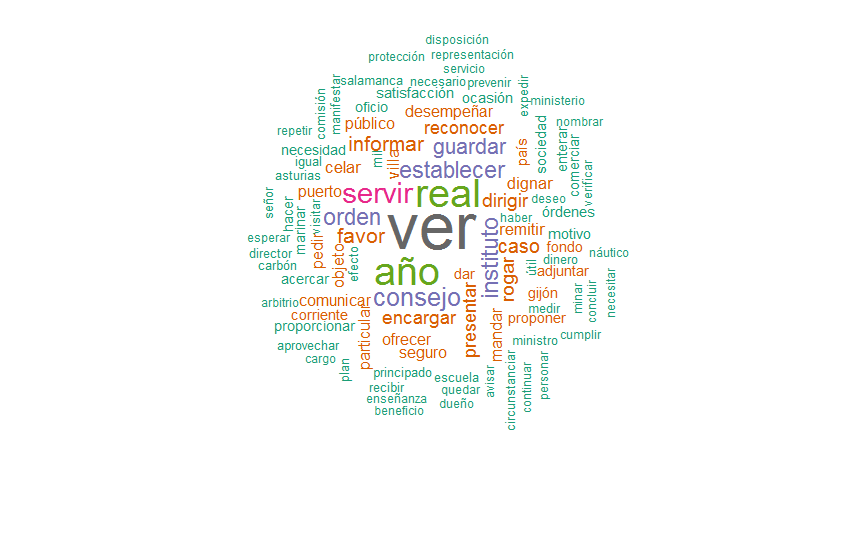 disposición
protección
representación
servicio
salamanca
necesario
prevenir
expedir
satisfacción
ocasión
ministerio
manifestar
comisión
oficio
desempeñar
nombrar
repetir
público
reconocer
sociedad
enterar
comerciar
verificar
necesidad
informar
guardar
país
igual
mil
villa
celar
establecer
asturias
puerto
servir
real
dirigir
dignar
deseo
señor
hacer
marinar
visitar
orden
ver
haber
órdenes
esperar
pedir
favor
remitir
motivo
director
objeto
efecto
instituto
caso
fondo
náutico
carbón
acercar
año
dar
rogar
útil
dinero
adjuntar
arbitrio
comunicar
consejo
gijón
minar
concluir
necesitar
corriente
encargar
presentar
medir
proporcionar
particular
mandar
proponer
aprovechar
ofrecer
ministro
cumplir
cargo
seguro
plan
principado
escuela
avisar
circunstanciar
continuar
personar
recibir
quedar
enseñanza
dueño
beneficio